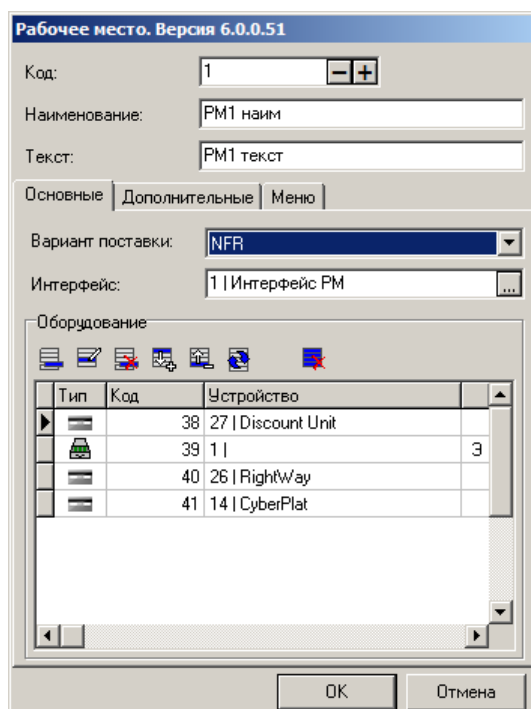 Рабочее место. Версия 6.0.0.51
Код: 1
Наименование: РМ1 наим
Текст: РМ1 текст
Основные Дополнительные Меню
Вариант поставки: NFR
Интерфейс: 1 | Интерфейс РМ ...
Оборудование
Тип Код Устройство
38 27 | Discount Unit
39 1 | Э
40 26 | RightWay
41 14 | CyberPlat
OK Отмена